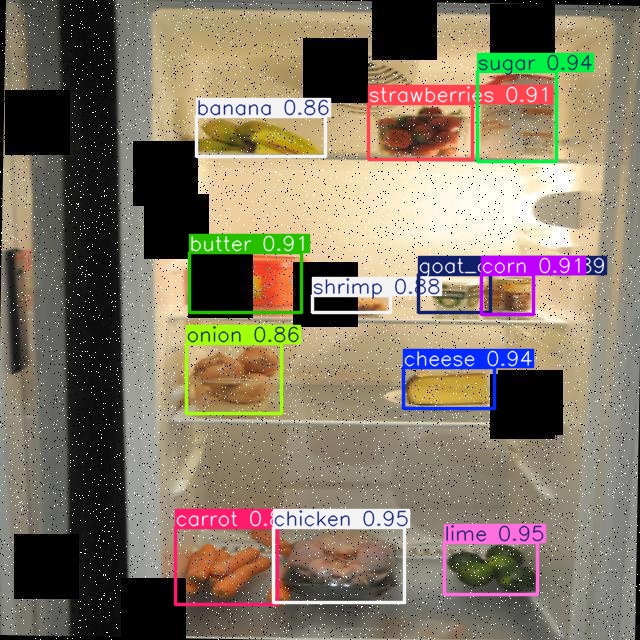 sugar 0.94
strawberries 0.91
banana 0.86
butter 0.91
corn 0.91
shrimp 0.88
onion 0.86
cheese 0.94
carrot
chicken 0.95
lime 0.95